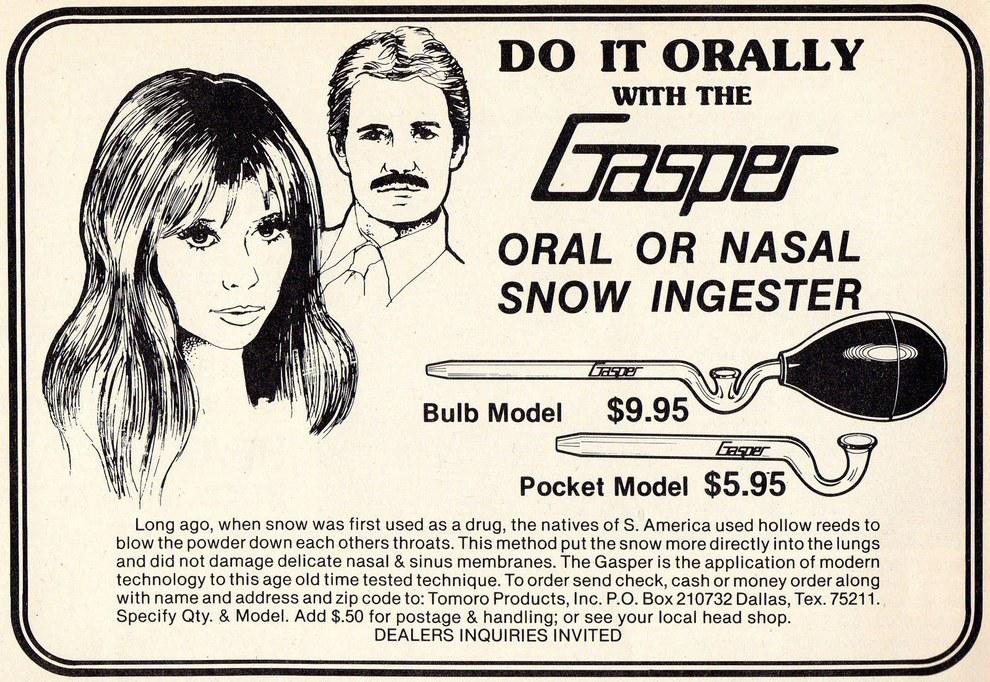 DO IT ORALLY
WITH THE
Gasper
ORAL OR NASAL
SNOW INGESTER
Gasper
Bulb Model $9.95
Gasper
Pocket Model $5.95
Long ago, when snow was first used as a drug, the natives of S. America used hollow reeds to
blow the powder down each others throats. This method put the snow more directly into the lungs
and did not damage delicate nasal & sinus membranes. The Gasper is the application of modern
technology to this age old time tested technique. To order send check, cash or money order along
with name and address and zip code to: Tomoro Products, Inc. P.O. Box 210732 Dallas, Tex. 75211.
Specify Qty. & Model. Add $.50 for postage & handling; or see your local head shop.
DEALERS INQUIRIES INVITED